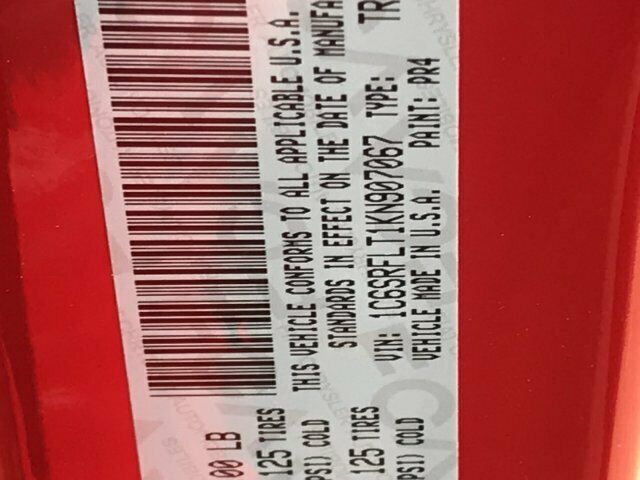 00 LB
125 TIRES
PSI) COLD
125 TIRES
PSI) COLD
THIS VEHICLE CONFORMS TO ALL APPLICABLE U.S.A.
STANDARDS IN EFFECT ON THE DATE OF MANUFA
VIN: 1C6SRFLT1KN907067 TYPE: TR
VEHICLE MADE IN U.S.A. PAINT: PR4